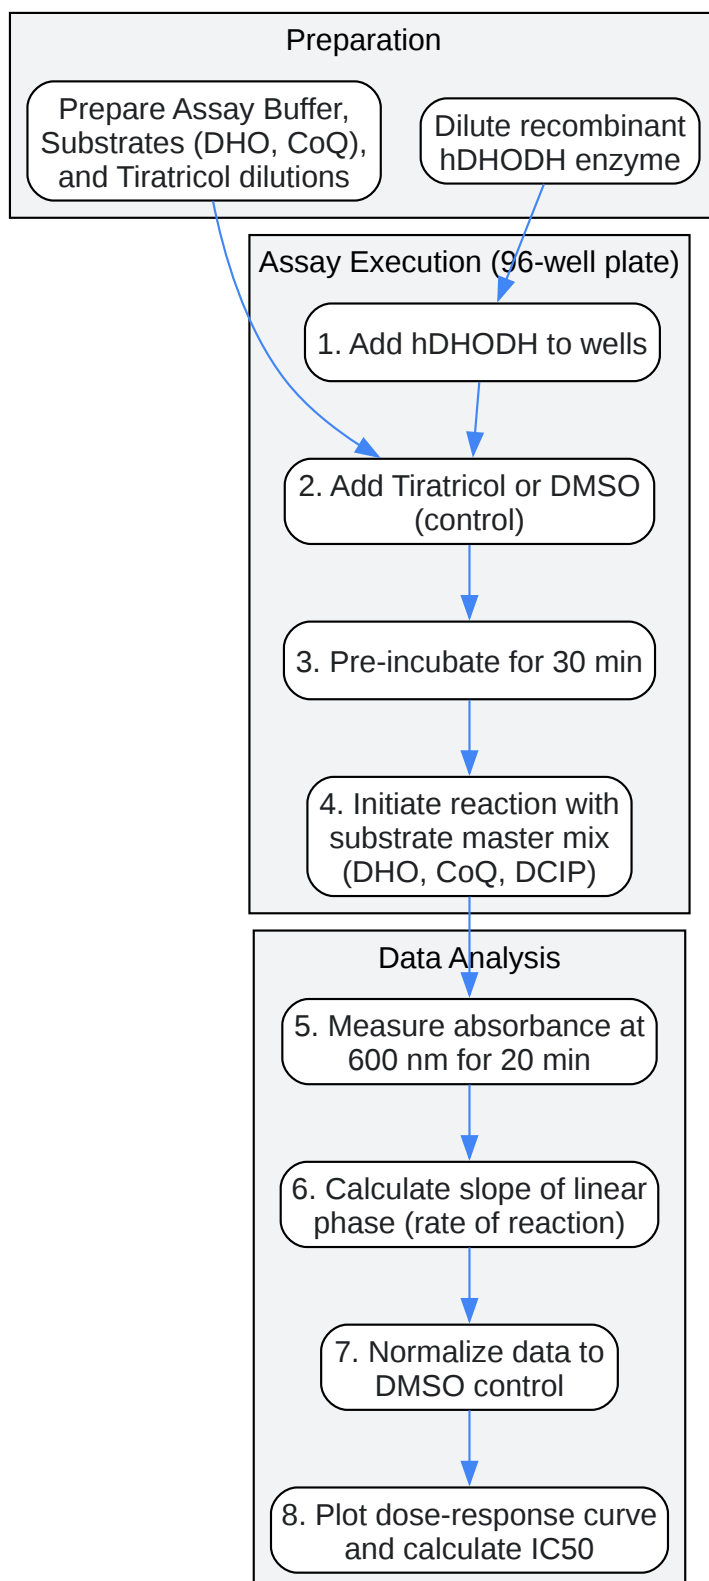 Preparation
Prepare Assay Buffer,
Substrates (DHO, CoQ),
and Tiratricol dilutions
Dilute recombinant
hDHODH enzyme
Assay Execution (96-well plate)
1. Add hDHODH to wells
2. Add Tiratricol or DMSO
(control)
3. Pre-incubate for 30 min
4. Initiate reaction with
substrate master mix
(DHO, CoQ, DCIP)
Data Analysis
5. Measure absorbance at
600 nm for 20 min
6. Calculate slope of linear
phase (rate of reaction)
7. Normalize data to
DMSO control
8. Plot dose-response curve
and calculate IC50